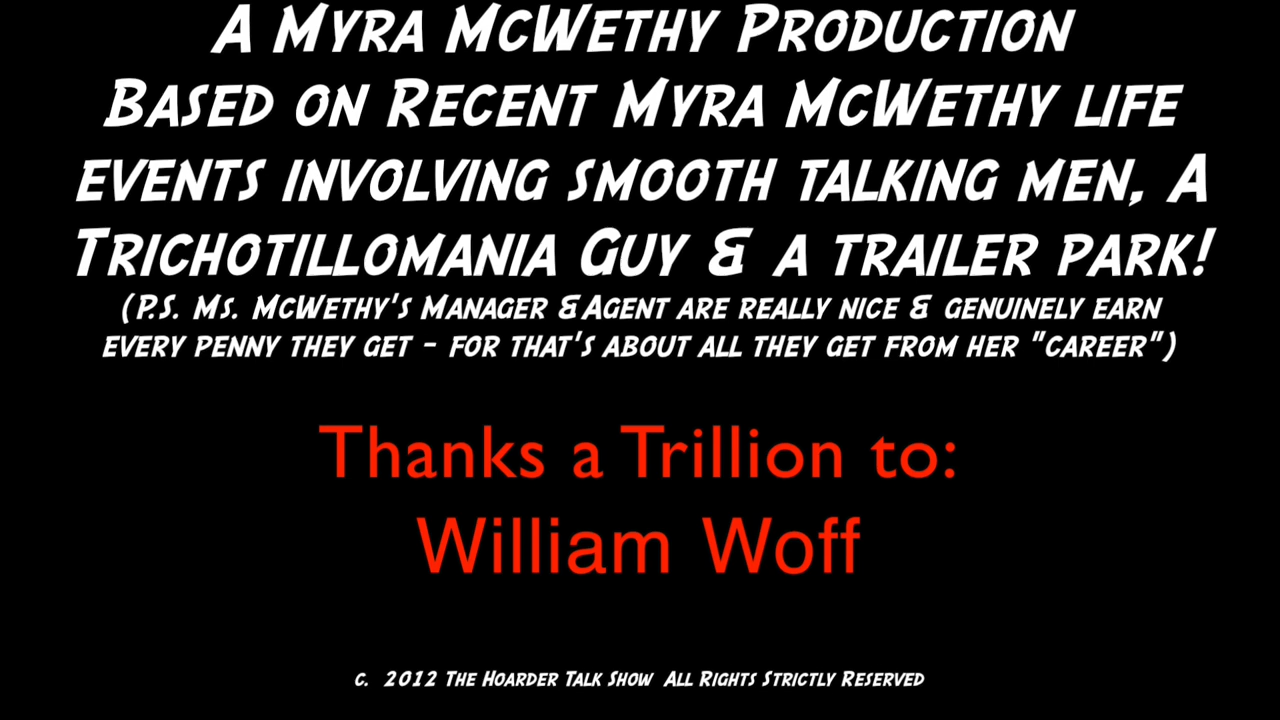 A Myra McWethy Production
Based on Recent Myra McWethy life
events involving smooth talking men, A
Trichotillomania Guy & a trailer park!
(P.S. Ms. McWethy's Manager & Agent are really nice & genuinely earn
every penny they get - for that's about all they get from her "career")
Thanks a Trillion to:
William Woff
c. 2012 The Hoarder Talk Show All Rights Strictly Reserved